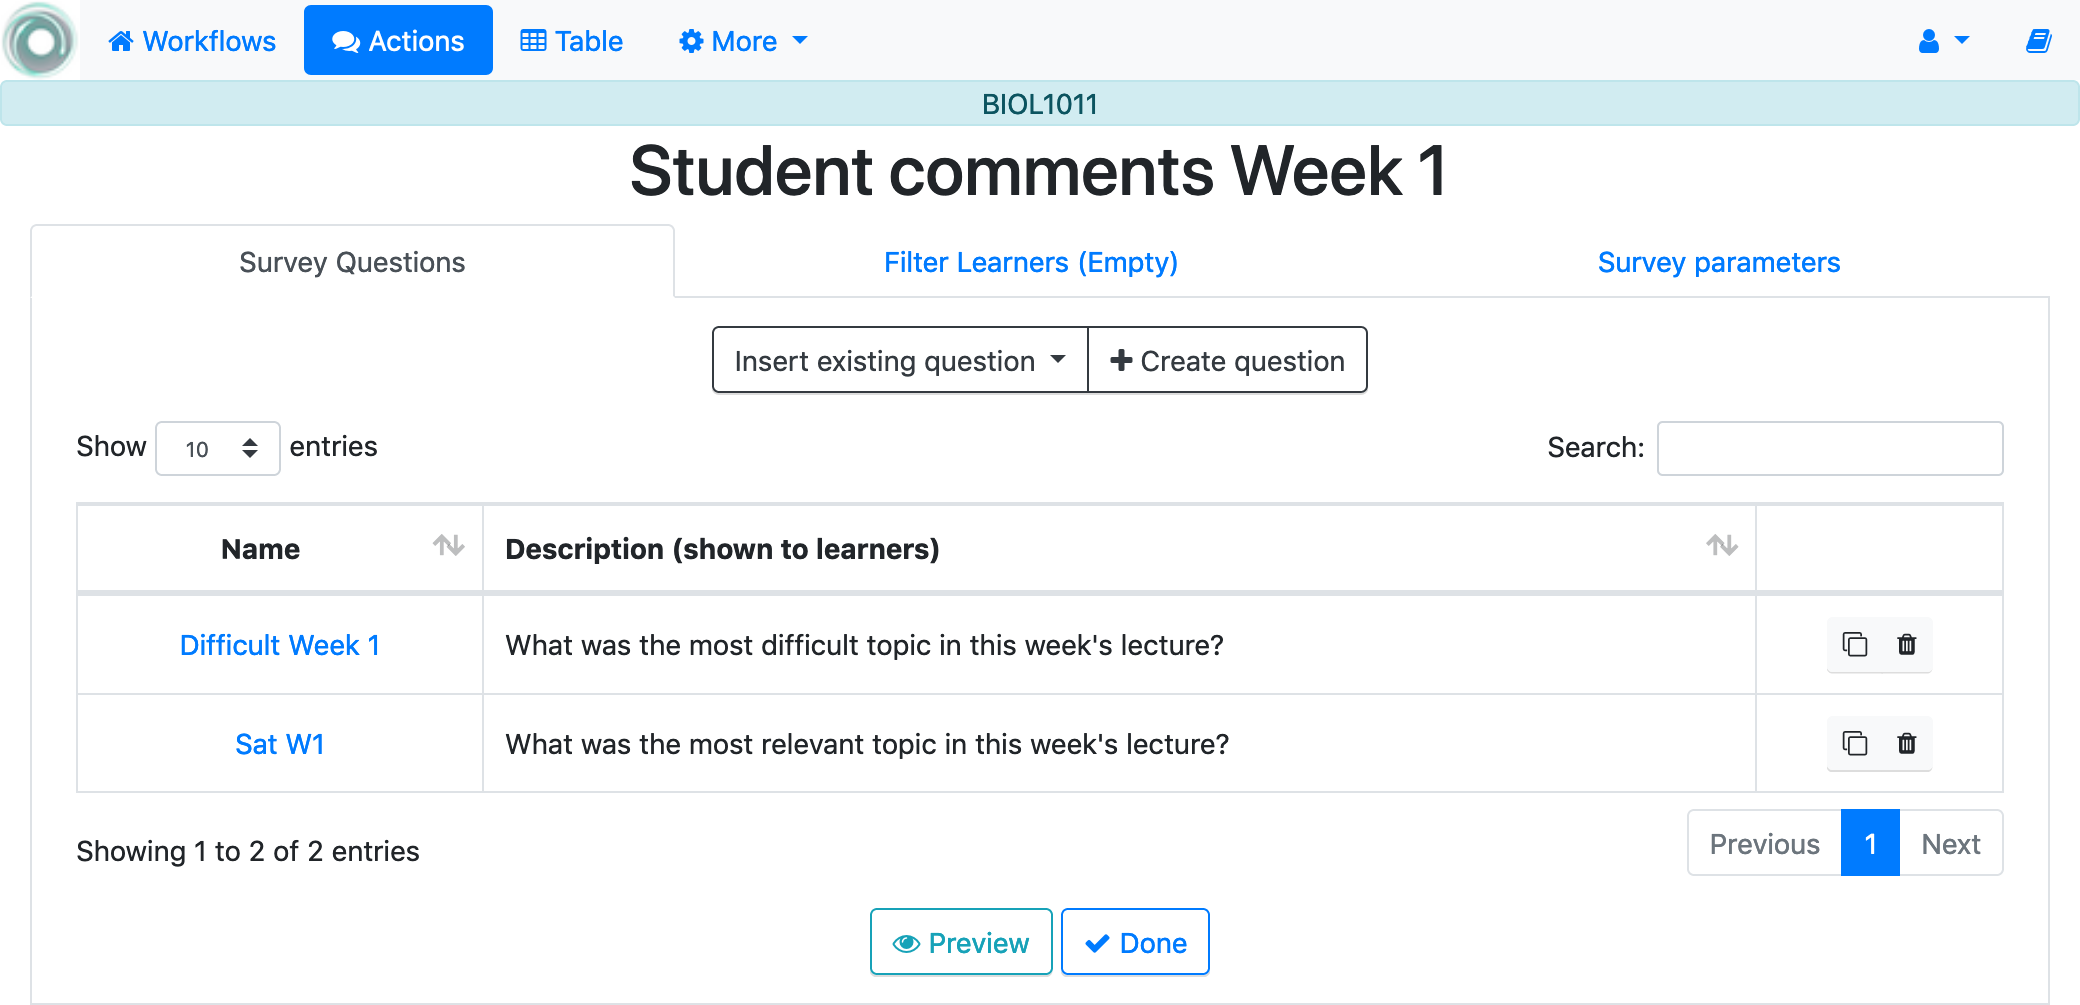 Workflows Actions Table More
BIOL1011
Student comments Week 1
Survey Questions Filter Learners (Empty) Survey parameters
Insert existing question Create question
Show 10 entries Search:
Name Description (shown to learners)
Difficult Week 1 What was the most difficult topic in this week's lecture?
Sat W1 What was the most relevant topic in this week's lecture?
Showing 1 to 2 of 2 entries Previous 1 Next
Preview Done